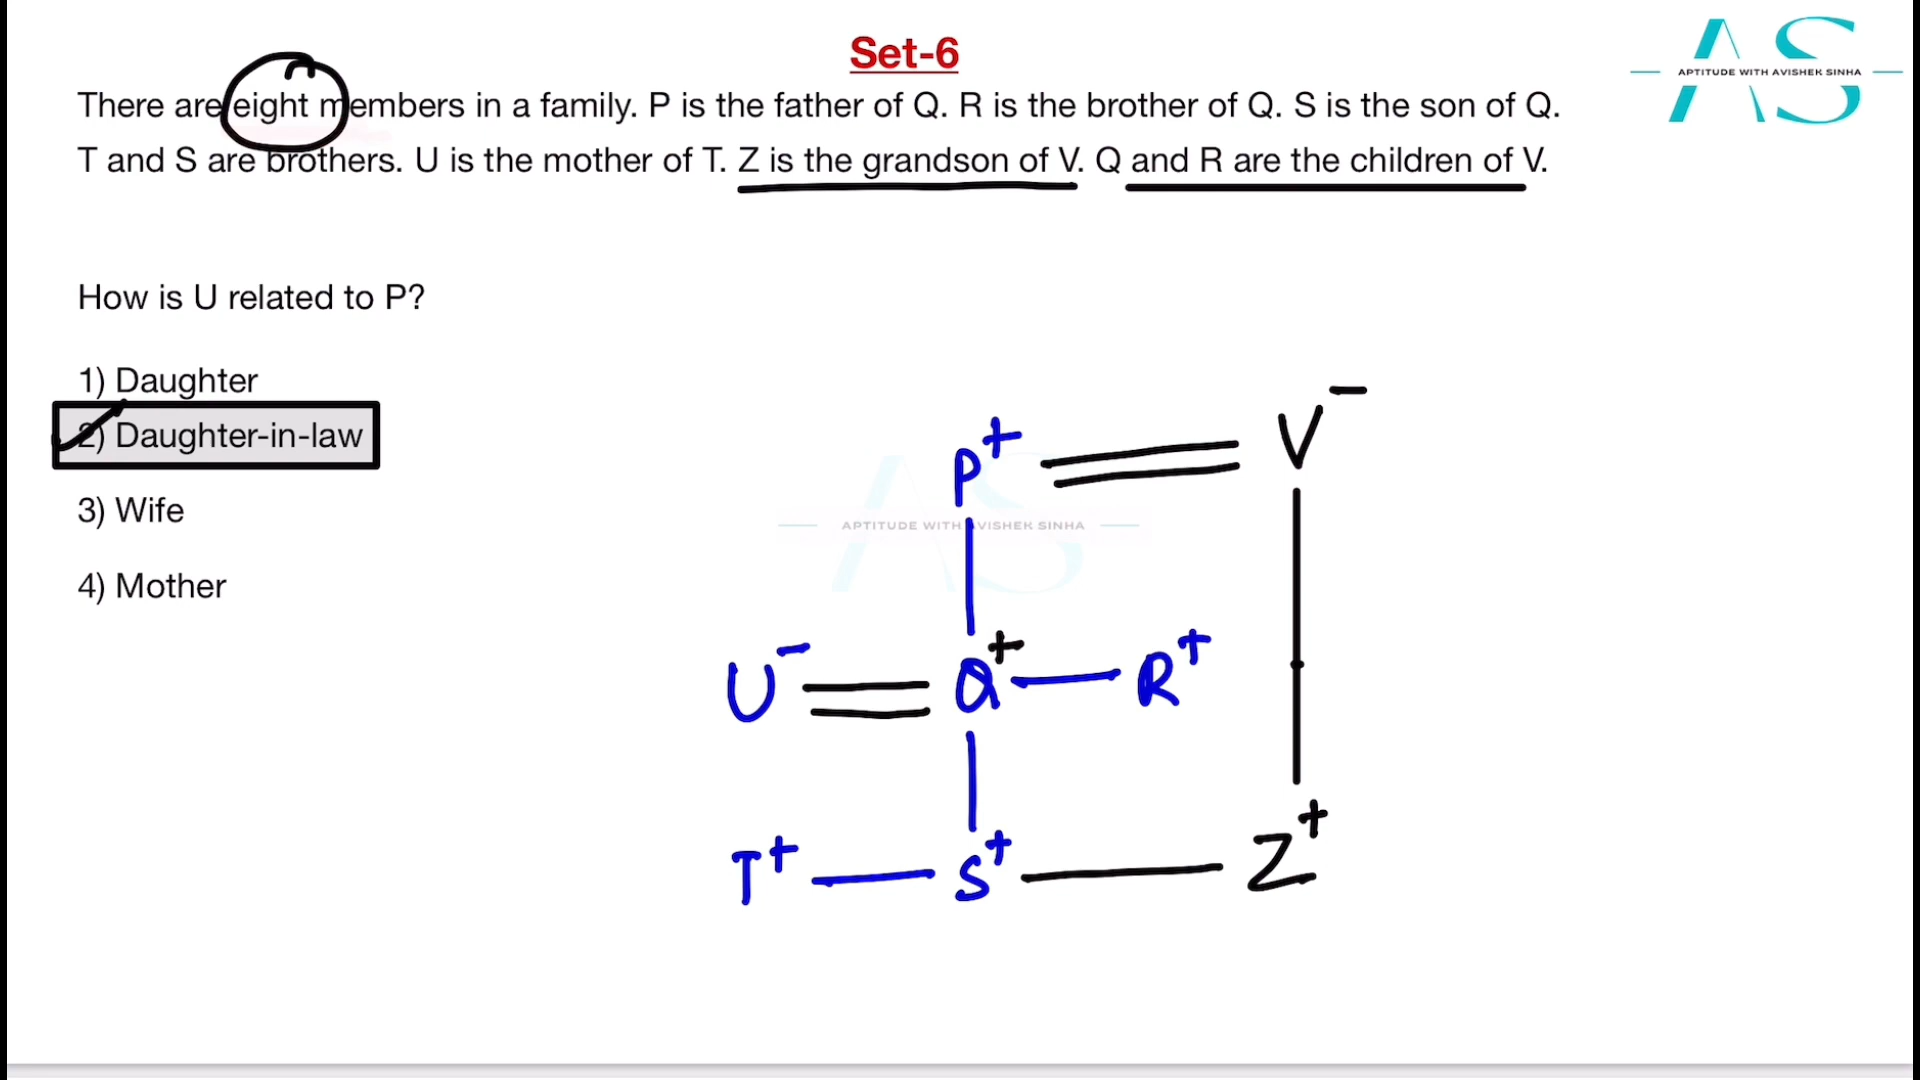 Set-6
AS
APTITUDE WITH AVISHEK SINHA
There are eight members in a family. P is the father of Q. R is the brother of Q. S is the son of Q.
T and S are brothers. U is the mother of T. Z is the grandson of V. Q and R are the children of V.
How is U related to P?
1) Daughter
2) Daughter-in-law
3) Wife
4) Mother
P+ V-
AS
APTITUDE WITH AVISHEK SINHA
U- Q+ R+
T+ S+ Z+